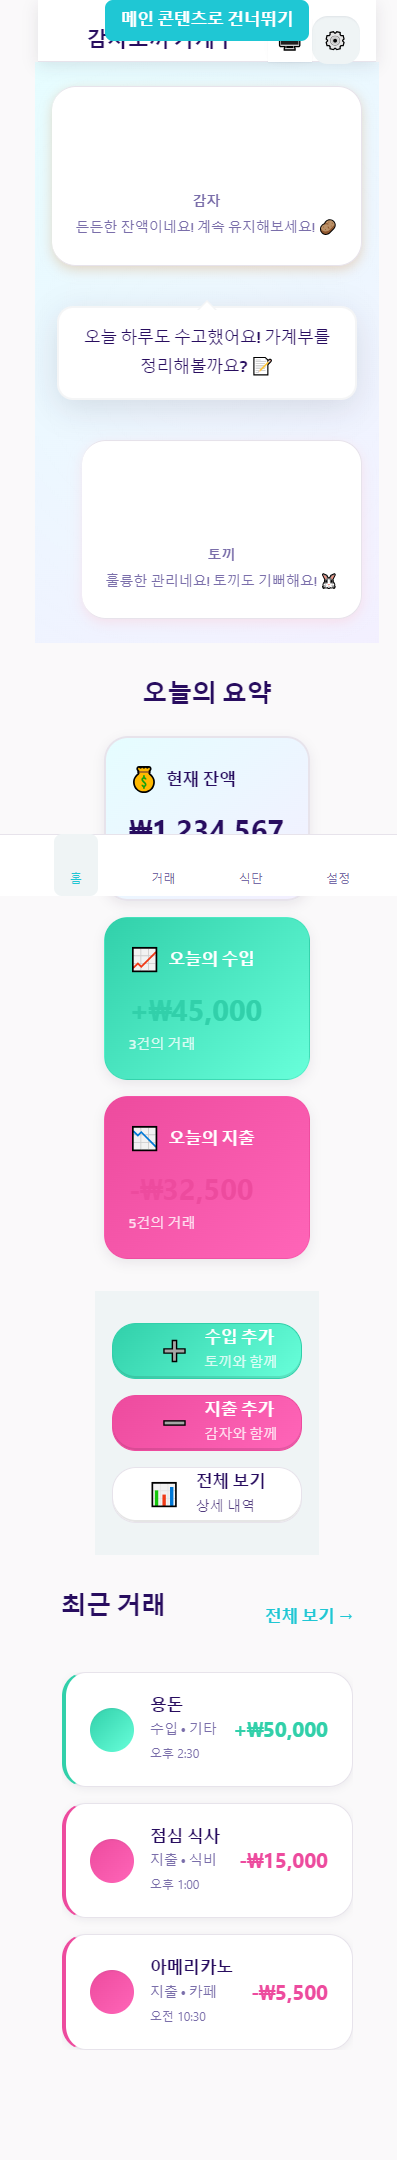 메인 콘텐츠로 건너뛰기
감자
든든한 잔액이네요! 계속 유지해보세요! 🥔
오늘 하루도 수고했어요! 가계부를
정리해볼까요? 📝
토끼
훌륭한 관리네요! 토끼도 기뻐해요! 🐰
오늘의 요약
현재 잔액
₩1,234,567
홈
거래
식단
설정
오늘의 수입
+₩45,000
3건의 거래
오늘의 지출
-₩32,500
5건의 거래
수입 추가
토끼와 함께
지출 추가
감자와 함께
전체 보기
상세 내역
최근 거래
전체 보기 →
용돈
수입 • 기타
+₩50,000
오후 2:30
점심 식사
지출 • 식비
-₩15,000
오후 1:00
아메리카노
지출 • 카페
-₩5,500
오전 10:30